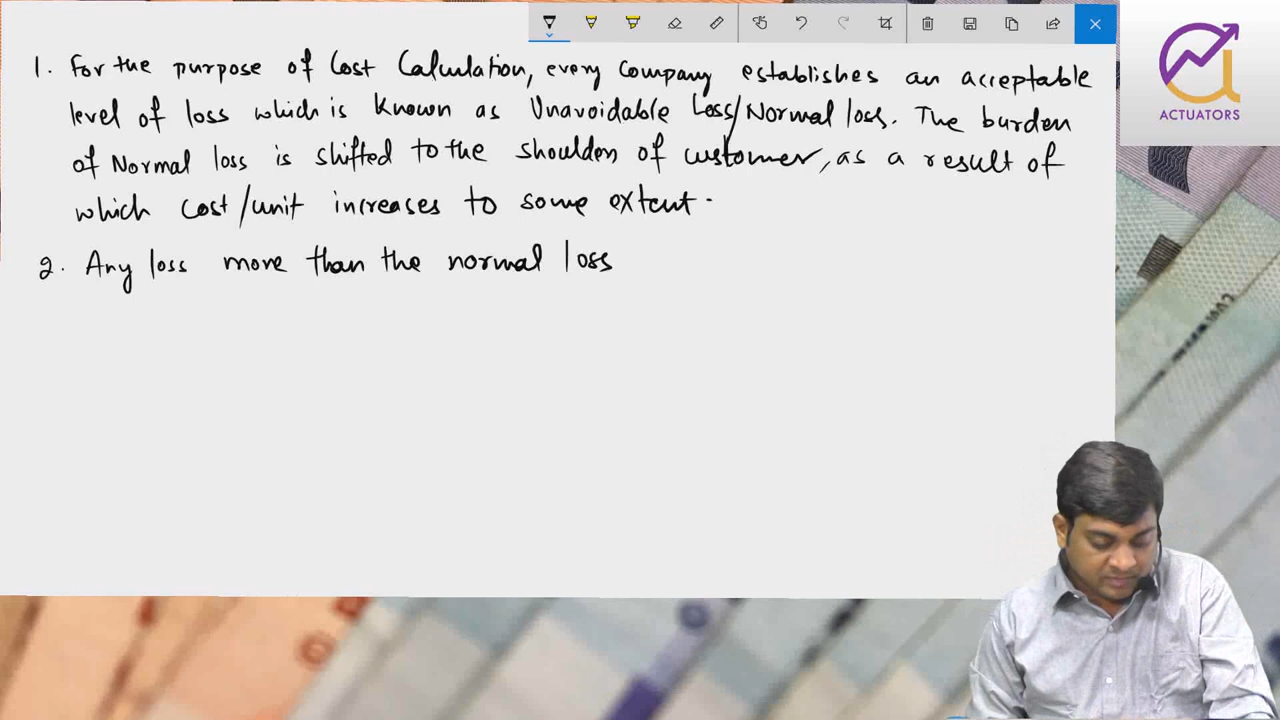 ACTUATORS
1. For the purpose of Cost Calculation, every company establishes an acceptable
level of loss which is known as Unavoidable Loss/Normal loss. The burden
of Normal loss is shifted to the shoulder of customer, as a result of
which cost/unit increases to some extent.
2. Any loss more than the normal loss